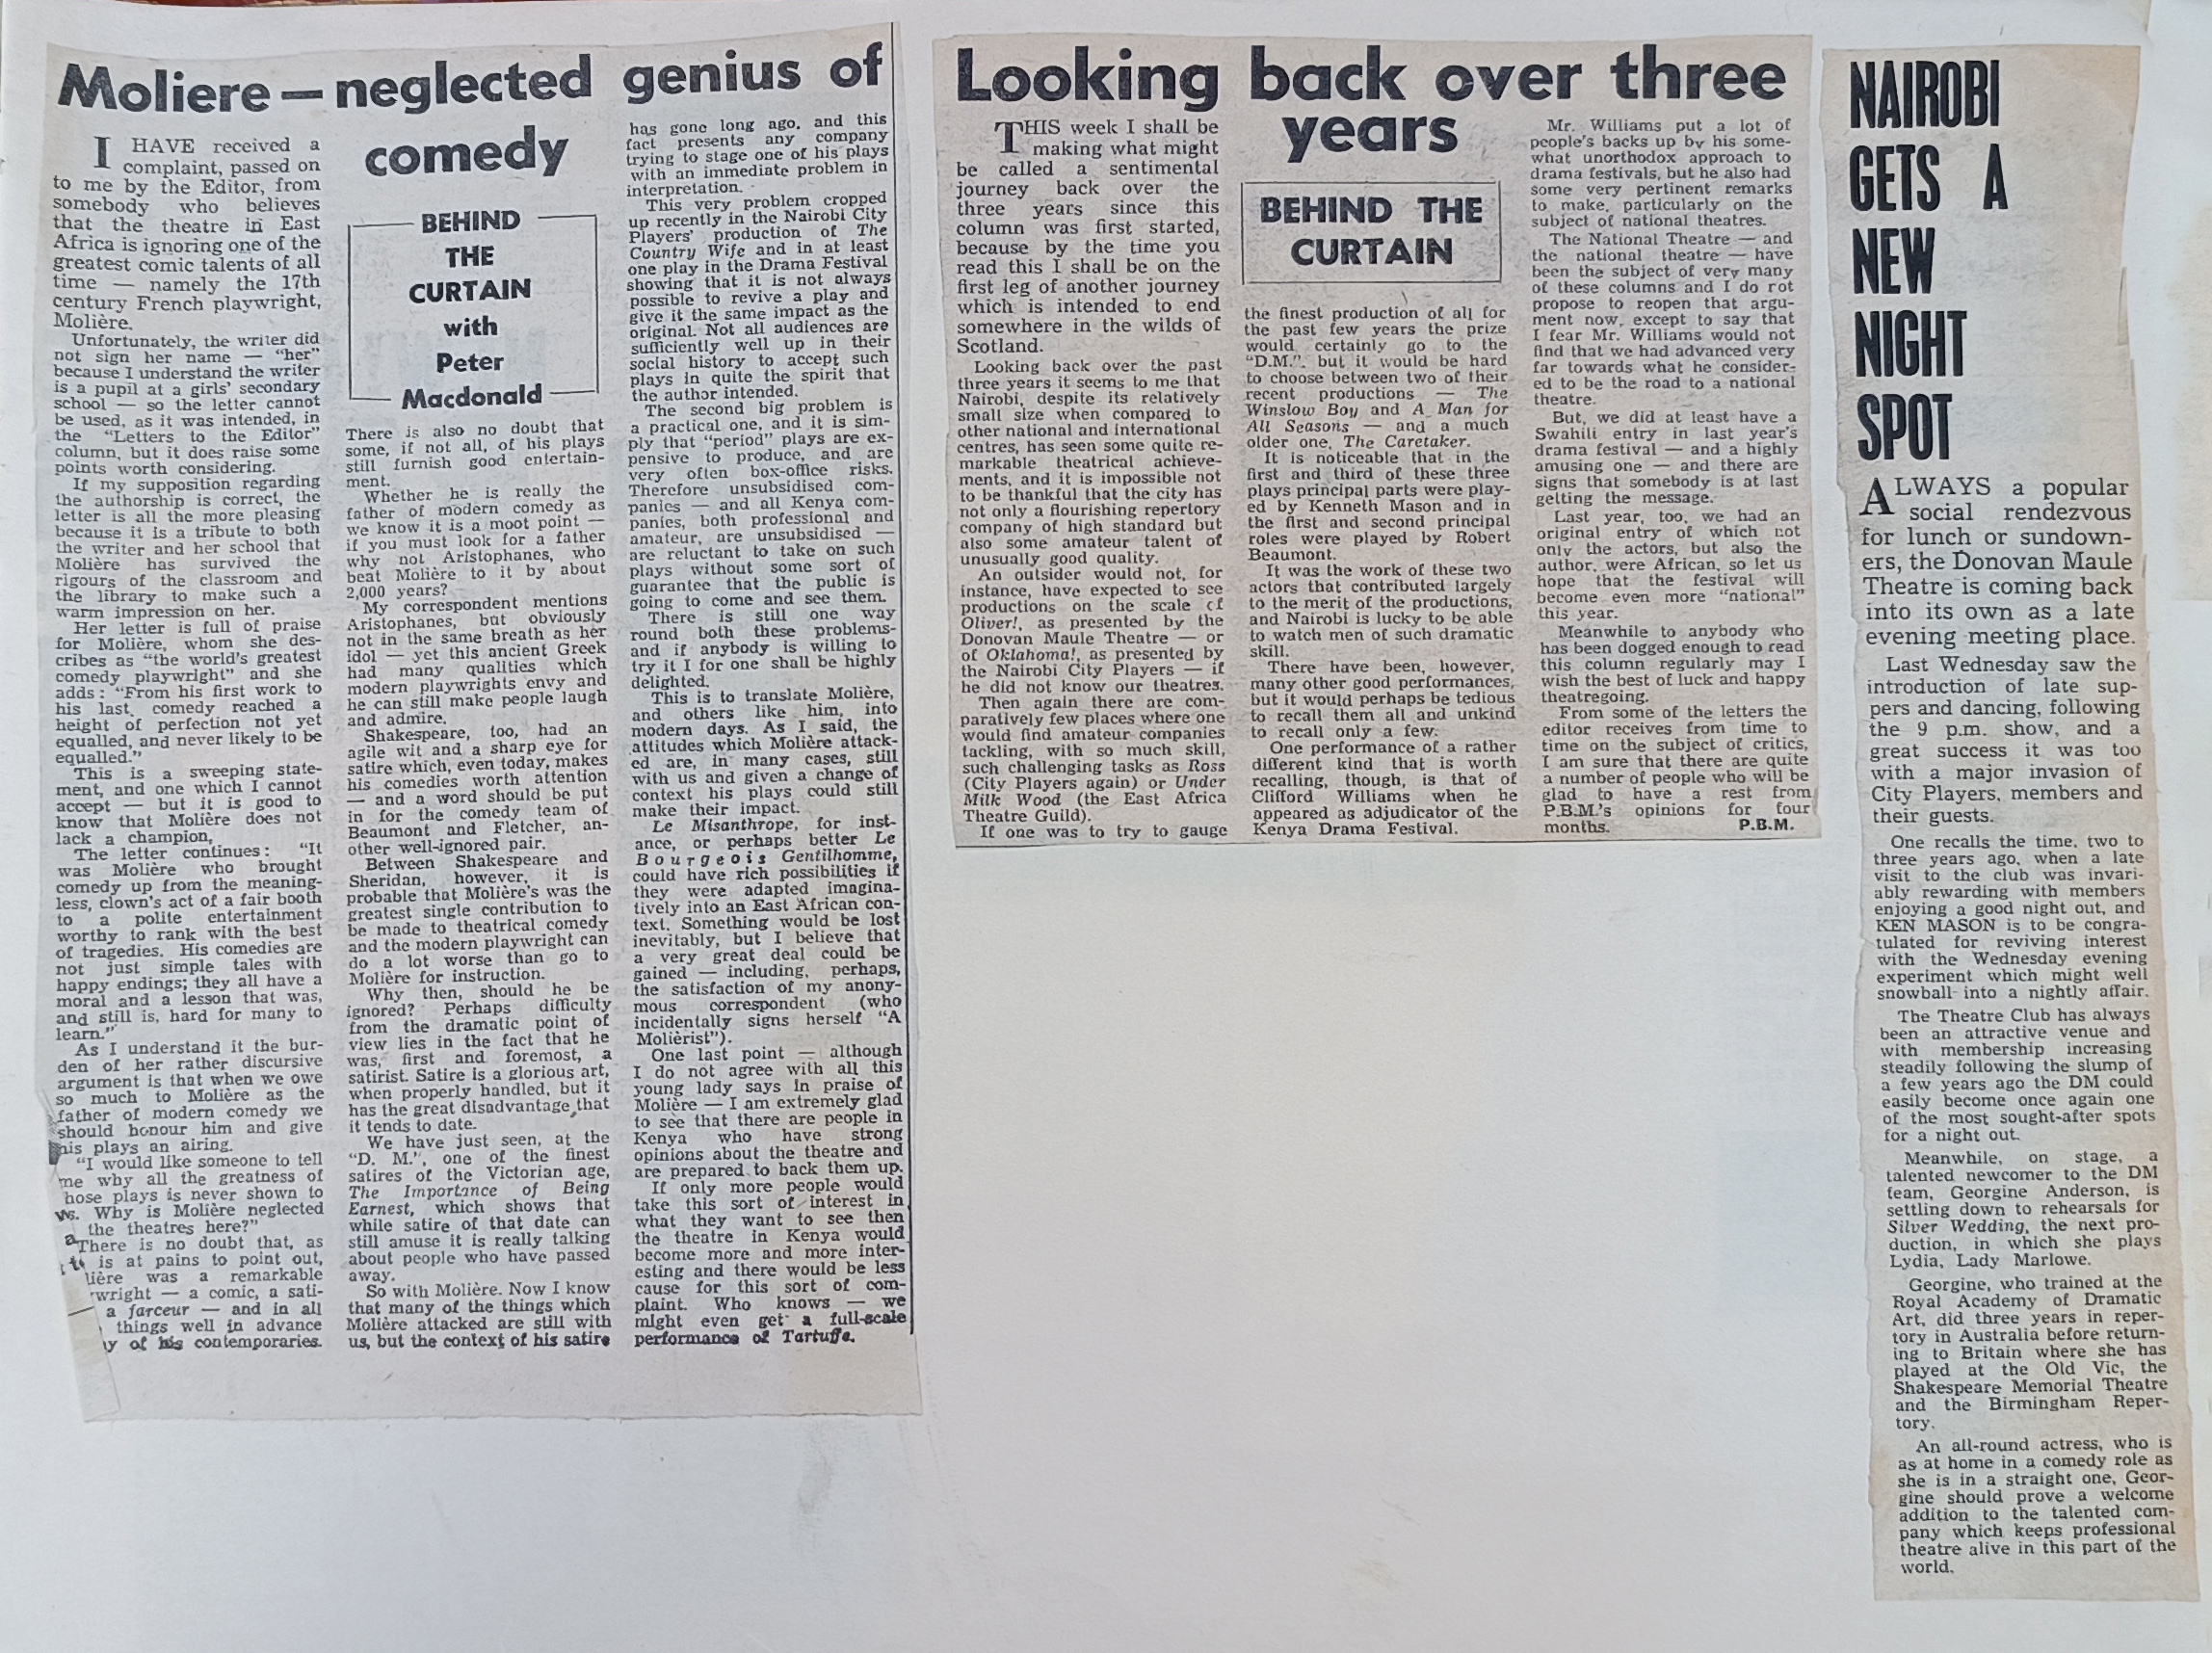 Moliere — neglected genius of
comedy
BEHIND
THE
CURTAIN
with
Peter
Macdonald
I HAVE received a
complaint, passed on
to me by the Editor, from
somebody who believes
that the theatre in East
Africa is ignoring one of the
greatest comic talents of all
time — namely the 17th
century French playwright,
Molière.
Unfortunately, the writer did
not sign her name — "her"
because I understand the writer
is a pupil at a girls' secondary
school — so the letter cannot
be used, as it was intended, in
the "Letters to the Editor"
column, but it does raise some
points worth considering.
If my supposition regarding
the authorship is correct, the
letter is all the more pleasing
because it is a tribute to both
the writer and her school that
Molière has survived the
rigours of the classroom and
the library to make such a
warm impression on her.
Her letter is full of praise
for Molière, whom she des-
cribes as "the world's greatest
comedy playwright" and she
adds: "From his first work to
his last, comedy reached a
height of perfection not yet
equalled, and never likely to be
equalled."
This is a sweeping state-
ment, and one which I cannot
accept — but it is good to
know that Molière does not
lack a champion,
The letter continues: "It
was Molière who brought
comedy up from the meaning-
less, clown's act of a fair booth
to a polite entertainment
worthy to rank with the best
of tragedies. His comedies are
not just simple tales with
happy endings; they all have a
moral and a lesson that was,
and still is, hard for many to
learn."
As I understand it the bur-
den of her rather discursive
argument is that when we owe
so much to Molière as the
father of modern comedy we
should honour him and give
his plays an airing.
"I would like someone to tell
me why all the greatness of
hose plays is never shown to
us. Why is Molière neglected
the theatres here?"
There is no doubt that, as
is at pains to point out,
lière was a remarkable
wright — a comic, a sati-
a farceur — and in all
things well in advance
y of his contemporaries.
There is also no doubt that
some, if not all, of his plays
still furnish good entertain-
ment.
Whether he is really the
father of modern comedy as
we know it is a moot point —
if you must look for a father
why not Aristophanes, who
beat Molière to it by about
2,000 years?
My correspondent mentions
Aristophanes, but obviously
not in the same breath as her
idol — yet this ancient Greek
had many qualities which
modern playwrights envy and
he can still make people laugh
and admire.
Shakespeare, too, had an
agile wit and a sharp eye for
satire which, even today, makes
his comedies worth attention
— and a word should be put
in for the comedy team of
Beaumont and Fletcher, an-
other well-ignored pair.
Between Shakespeare and
Sheridan, however, it is
probable that Molière's was the
greatest single contribution to
be made to theatrical comedy
and the modern playwright can
do a lot worse than go to
Molière for instruction.
Why then, should he be
ignored? Perhaps difficulty
from the dramatic point of
view lies in the fact that he
was, first and foremost, a
satirist. Satire is a glorious art,
when properly handled, but it
has the great disadvantage that
it tends to date.
We have just seen, at the
"D. M.", one of the finest
satires of the Victorian age,
The Importance of Being
Earnest, which shows that
while satire of that date can
still amuse it is really talking
about people who have passed
away.
So with Molière. Now I know
that many of the things which
Molière attacked are still with
us, but the context of his satire
has gone long ago, and this
fact presents any company
trying to stage one of his plays
with an immediate problem in
interpretation.
This very problem cropped
up recently in the Nairobi City
Players' production of The
Country Wife and in at least
one play in the Drama Festival
showing that it is not always
possible to revive a play and
give it the same impact as the
original. Not all audiences are
sufficiently well up in their
social history to accept such
plays in quite the spirit that
the author intended.
The second big problem is
a practical one, and it is sim-
ply that "period" plays are ex-
pensive to produce, and are
very often box-office risks.
Therefore unsubsidised com-
panies — and all Kenya com-
panies, both professional and
amateur, are unsubsidised —
are reluctant to take on such
plays without some sort of
guarantee that the public is
going to come and see them.
There is still one way
round both these problems-
and if anybody is willing to
try it I for one shall be highly
delighted.
This is to translate Molière,
and others like him, into
modern days. As I said, the
attitudes which Molière attack-
ed are, in many cases, still
with us and given a change of
context his plays could still
make their impact.
Le Misanthrope, for inst-
ance, or perhaps better Le
Bourgeois Gentilhomme,
could have rich possibilities if
they were adapted imagina-
tively into an East African con-
text. Something would be lost
inevitably, but I believe that
a very great deal could be
gained — including, perhaps,
the satisfaction of my anony-
mous correspondent (who
incidentally signs herself "A
Molièrist").
One last point — although
I do not agree with all this
young lady says in praise of
Molière — I am extremely glad
to see that there are people in
Kenya who have strong
opinions about the theatre and
are prepared to back them up.
If only more people would
take this sort of interest in
what they want to see then
the theatre in Kenya would
become more and more inter-
esting and there would be less
cause for this sort of com-
plaint. Who knows — we
might even get a full-scale
performance of Tartuffe.
Looking back over three
years
BEHIND THE
CURTAIN
THIS week I shall be
making what might
be called a sentimental
journey back over the
three years since this
column was first started,
because by the time you
read this I shall be on the
first leg of another journey
which is intended to end
somewhere in the wilds of
Scotland.
Looking back over the past
three years it seems to me that
Nairobi, despite its relatively
small size when compared to
other national and international
centres, has seen some quite re-
markable theatrical achieve-
ments, and it is impossible not
to be thankful that the city has
not only a flourishing repertory
company of high standard but
also some amateur talent of
unusually good quality.
An outsider would not, for
instance, have expected to see
productions on the scale of
Oliver!, as presented by the
Donovan Maule Theatre — or
of Oklahoma!, as presented by
the Nairobi City Players — if
he did not know our theatres.
Then again there are com-
paratively few places where one
would find amateur companies
tackling, with so much skill,
such challenging tasks as Ross
(City Players again) or Under
Milk Wood (the East Africa
Theatre Guild).
If one was to try to gauge
the finest production of all for
the past few years the prize
would certainly go to the
"D.M.". but it would be hard
to choose between two of their
recent productions — The
Winslow Boy and A Man for
All Seasons — and a much
older one, The Caretaker.
It is noticeable that in the
first and third of these three
plays principal parts were play-
ed by Kenneth Mason and in
the first and second principal
roles were played by Robert
Beaumont.
It was the work of these two
actors that contributed largely
to the merit of the productions,
and Nairobi is lucky to be able
to watch men of such dramatic
skill.
There have been, however,
many other good performances,
but it would perhaps be tedious
to recall them all and unkind
to recall only a few.
One performance of a rather
different kind that is worth
recalling, though, is that of
Clifford Williams when he
appeared as adjudicator of the
Kenya Drama Festival.
Mr. Williams put a lot of
people's backs up by his some-
what unorthodox approach to
drama festivals, but he also had
some very pertinent remarks
to make, particularly on the
subject of national theatres.
The National Theatre — and
the national theatre — have
been the subject of very many
of these columns and I do not
propose to reopen that argu-
ment now, except to say that
I fear Mr. Williams would not
find that we had advanced very
far towards what he consider-
ed to be the road to a national
theatre.
But, we did at least have a
Swahili entry in last year's
drama festival — and a highly
amusing one — and there are
signs that somebody is at last
getting the message.
Last year, too, we had an
original entry of which not
only the actors, but also the
author, were African, so let us
hope that the festival will
become even more "national"
this year.
Meanwhile to anybody who
has been dogged enough to read
this column regularly may I
wish the best of luck and happy
theatregoing.
From some of the letters the
editor receives from time to
time on the subject of critics,
I am sure that there are quite
a number of people who will be
glad to have a rest from
P.B.M.'s opinions for four
months. P.B.M.
NAIROBI
GETS A
NEW
NIGHT
SPOT
ALWAYS a popular
social rendezvous
for lunch or sundown-
ers, the Donovan Maule
Theatre is coming back
into its own as a late
evening meeting place.
Last Wednesday saw the
introduction of late sup-
pers and dancing, following
the 9 p.m. show, and a
great success it was too
with a major invasion of
City Players, members and
their guests.
One recalls the time, two to
three years ago, when a late
visit to the club was invari-
ably rewarding with members
enjoying a good night out, and
KEN MASON is to be congra-
tulated for reviving interest
with the Wednesday evening
experiment which might well
snowball into a nightly affair.
The Theatre Club has always
been an attractive venue and
with membership increasing
steadily following the slump of
a few years ago the DM could
easily become once again one
of the most sought-after spots
for a night out.
Meanwhile, on stage, a
talented newcomer to the DM
team, Georgine Anderson, is
settling down to rehearsals for
Silver Wedding, the next pro-
duction, in which she plays
Lydia, Lady Marlowe.
Georgine, who trained at the
Royal Academy of Dramatic
Art, did three years in reper-
tory in Australia before return-
ing to Britain where she has
played at the Old Vic, the
Shakespeare Memorial Theatre
and the Birmingham Reper-
tory.
An all-round actress, who is
as at home in a comedy role as
she is in a straight one, Geor-
gine should prove a welcome
addition to the talented com-
pany which keeps professional
theatre alive in this part of the
world.